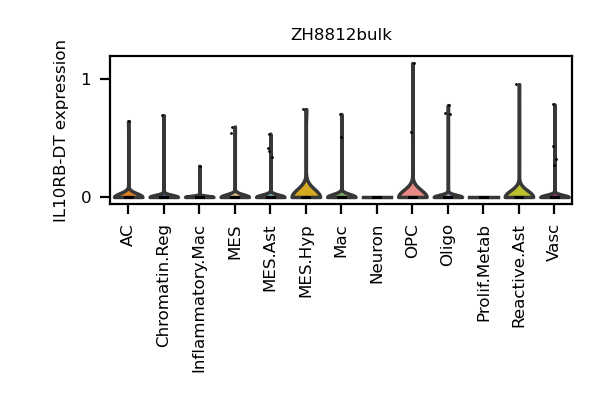 ZH8812bulk
IL10RB-DT expression
1
0
AC
Chromatin.Reg
Inflammatory.Mac
MES
MES.Ast
MES.Hyp
Mac
Neuron
OPC
Oligo
Prolif.Metab
Reactive.Ast
Vasc